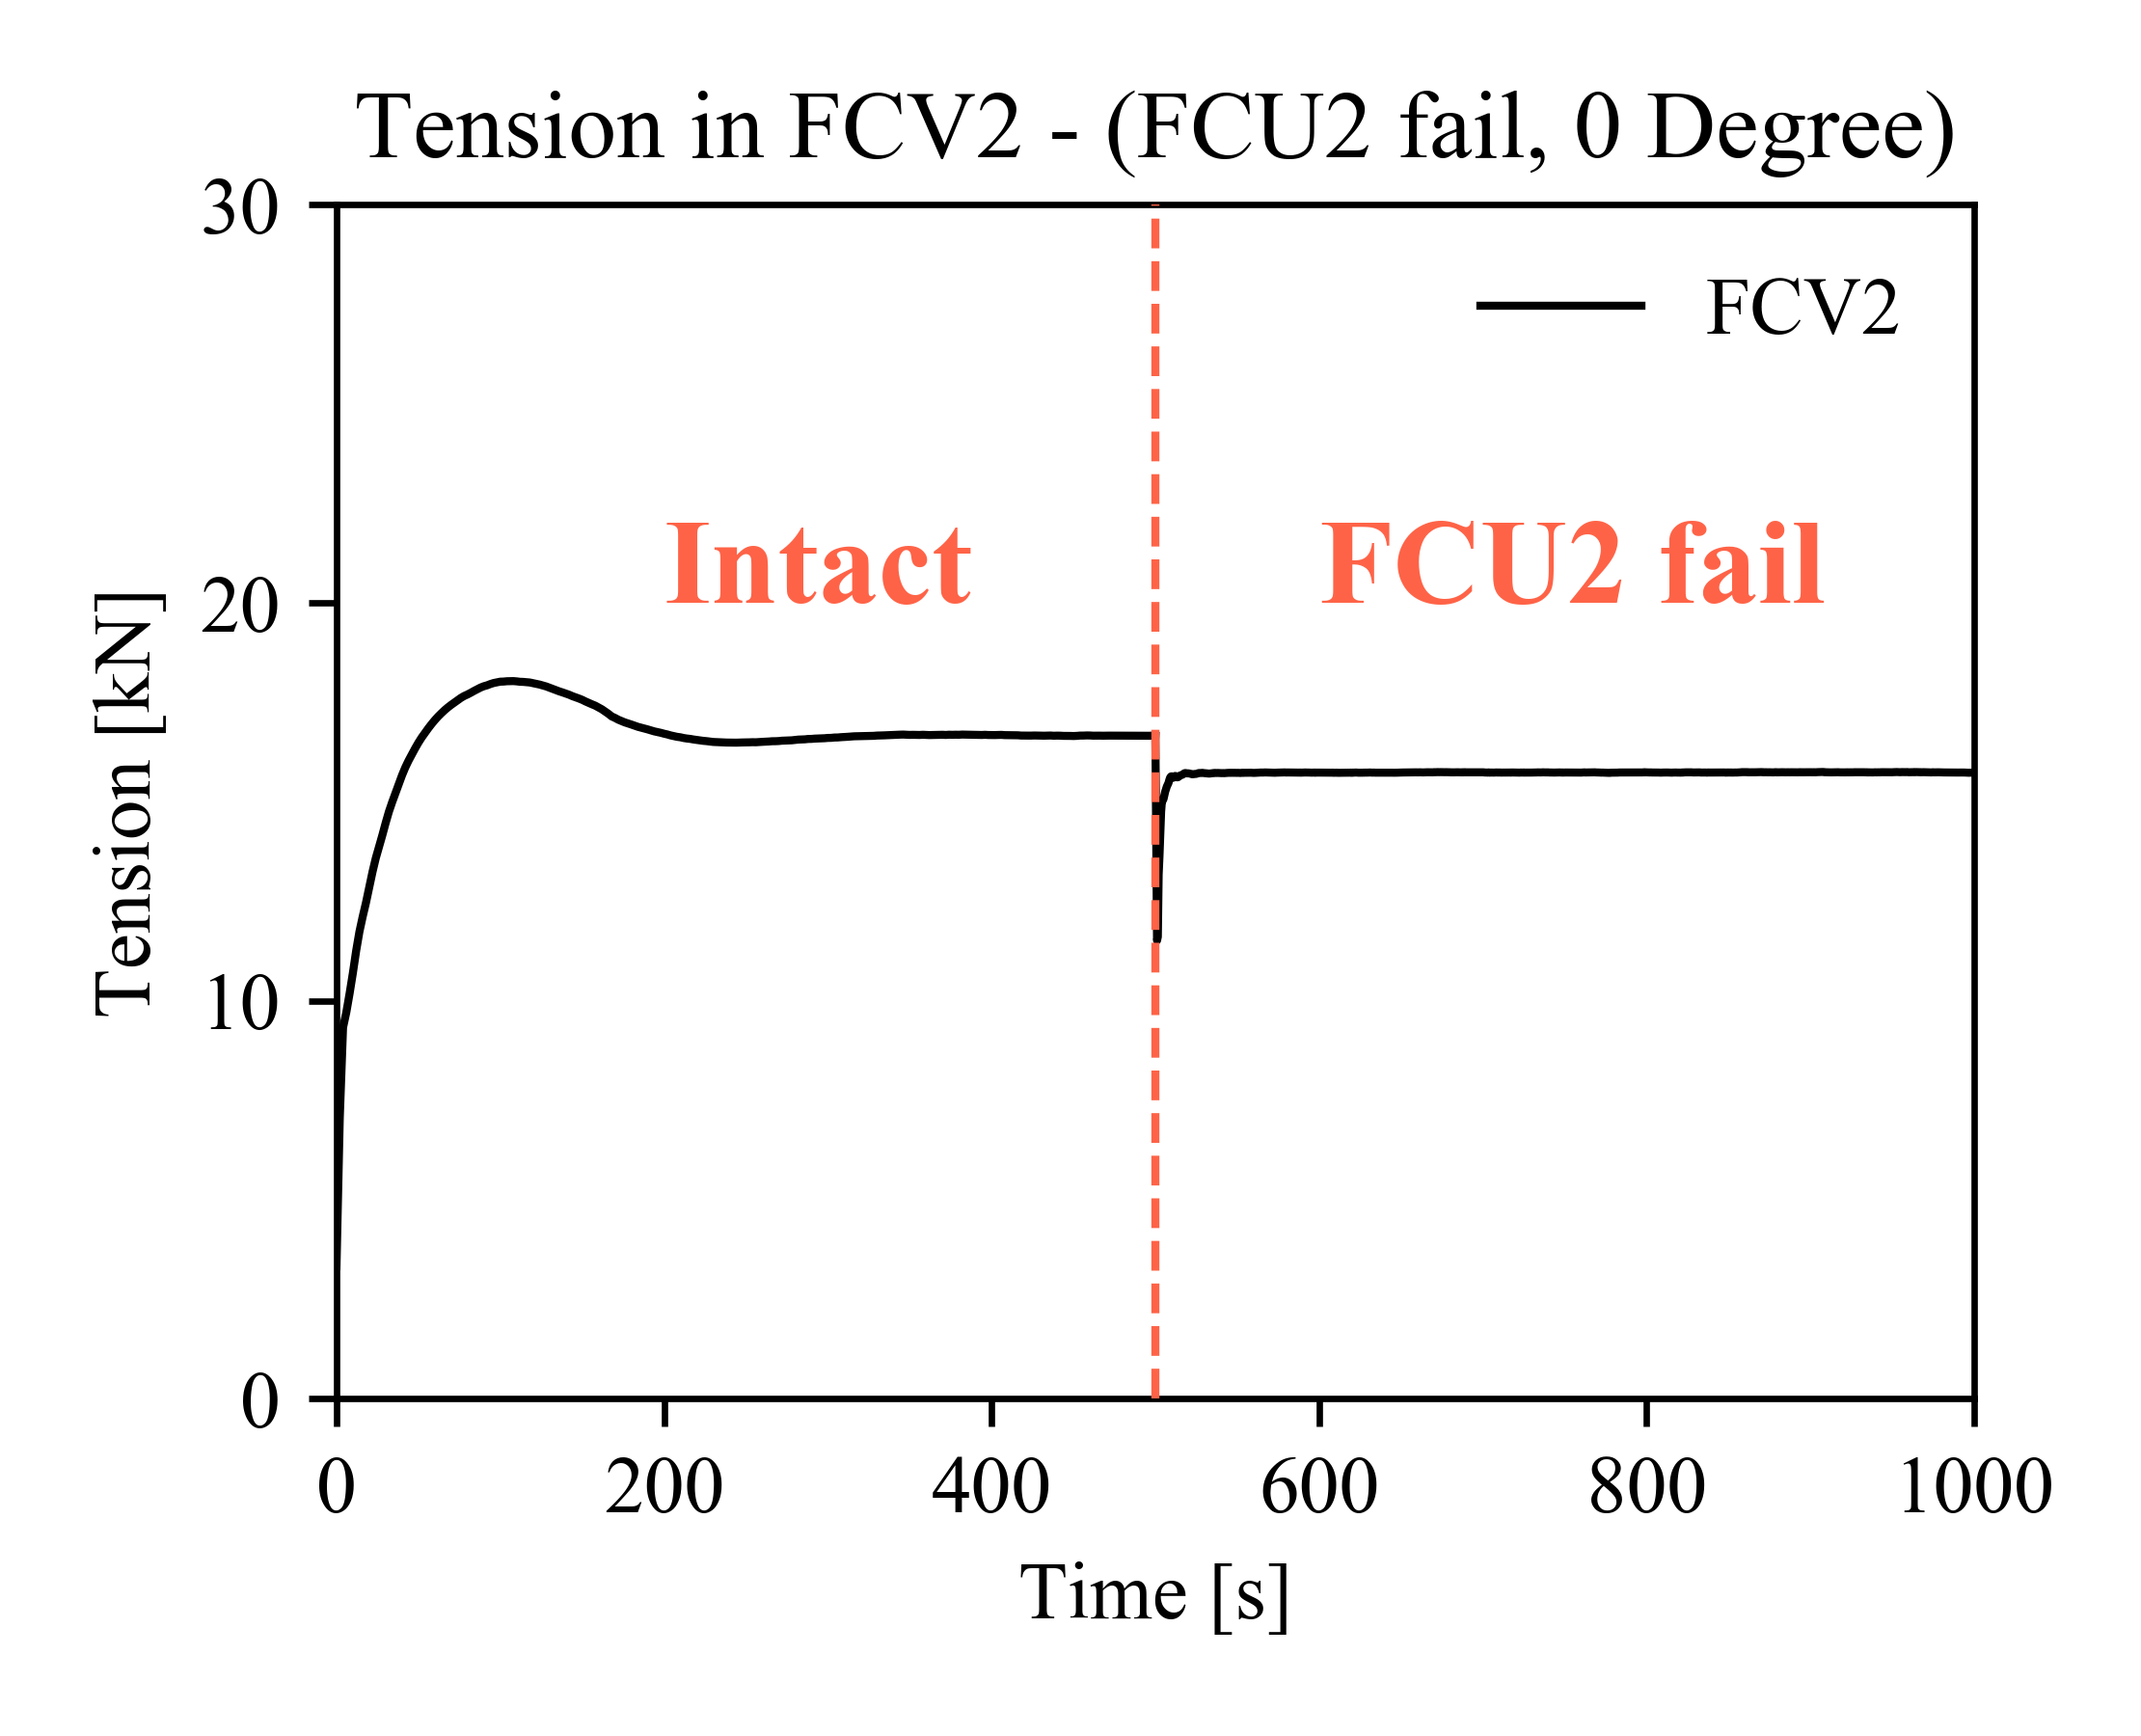 Tension in FCV2 - (FCU2 fail, 0 Degree)
30
FCV2
Intact
FCU2 fail
20
Tension [kN]
10
0
0 200 400 600 800 1000
Time [s]